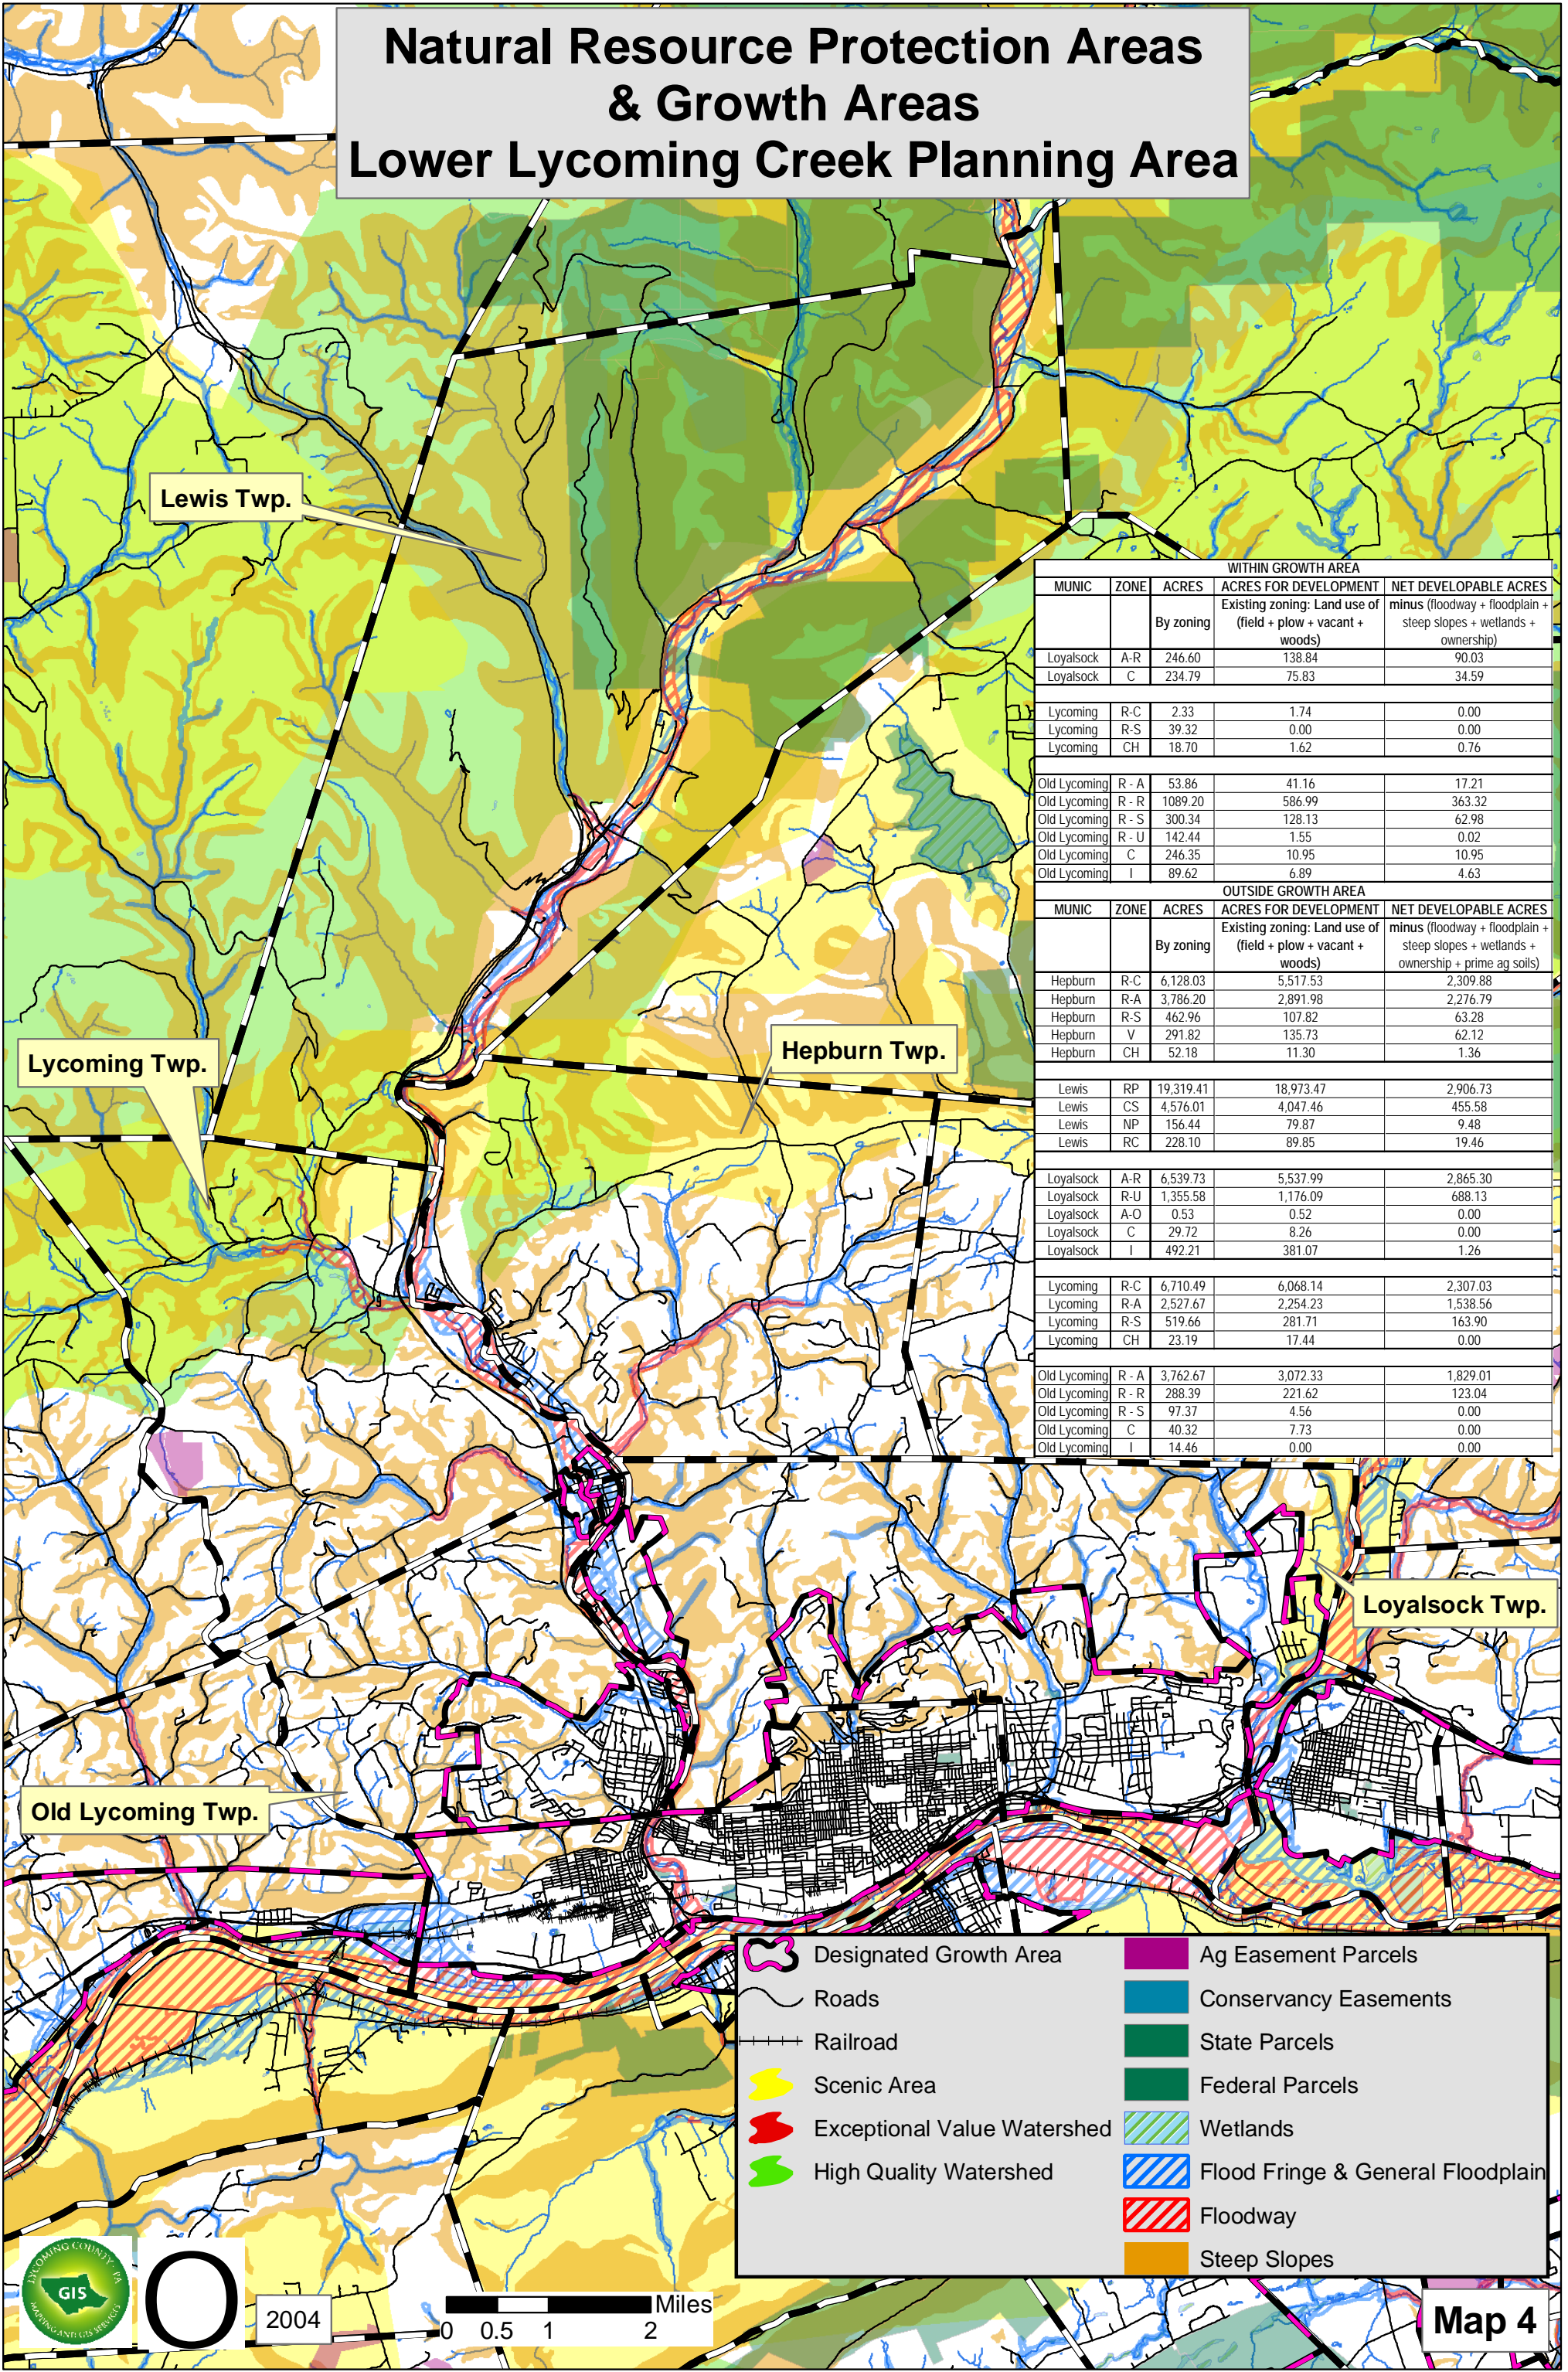 Natural Resource Protection Areas
& Growth Areas
Lower Lycoming Creek Planning Area
Lewis Twp.
WITHIN GROWTH AREA
MUNIC ZONE ACRES ACRES FOR DEVELOPMENT NET DEVELOPABLE ACRES
By zoning Existing zoning: Land use of (field + plow + vacant + woods) minus (floodway + floodplain + steep slopes + wetlands + ownership)
Loyalsock A-R 246.60 138.84 90.03
Loyalsock C 234.79 75.83 34.59
Lycoming R-C 2.33 1.74 0.00
Lycoming R-S 39.32 0.00 0.00
Lycoming CH 18.70 1.62 0.76
Old Lycoming R - A 53.86 41.16 17.21
Old Lycoming R - R 1089.20 586.99 363.32
Old Lycoming R - S 300.34 128.13 62.98
Old Lycoming R - U 142.44 1.55 0.02
Old Lycoming C 246.35 10.95 10.95
Old Lycoming I 89.62 6.89 4.63
OUTSIDE GROWTH AREA
MUNIC ZONE ACRES ACRES FOR DEVELOPMENT NET DEVELOPABLE ACRES
By zoning Existing zoning: Land use of (field + plow + vacant + woods) minus (floodway + floodplain + steep slopes + wetlands + ownership + prime ag soils)
Hepburn R-C 6,128.03 5,517.53 2,309.88
Hepburn R-A 3,786.20 2,891.98 2,276.79
Hepburn R-S 462.96 107.82 63.28
Hepburn V 291.82 135.73 62.12
Hepburn CH 52.18 11.30 1.36
Lewis RP 19,319.41 18,973.47 2,906.73
Lewis CS 4,576.01 4,047.46 455.58
Lewis NP 156.44 79.87 9.48
Lewis RC 228.10 89.85 19.46
Loyalsock A-R 6,539.73 5,537.99 2,865.30
Loyalsock R-U 1,355.58 1,176.09 688.13
Loyalsock A-O 0.53 0.52 0.00
Loyalsock C 29.72 8.26 0.00
Loyalsock I 492.21 381.07 1.26
Lycoming R-C 6,710.49 6,068.14 2,307.03
Lycoming R-A 2,527.67 2,254.23 1,538.56
Lycoming R-S 519.66 281.71 163.90
Lycoming CH 23.19 17.44 0.00
Old Lycoming R - A 3,762.67 3,072.33 1,829.01
Old Lycoming R - R 288.39 221.62 123.04
Old Lycoming R - S 97.37 4.56 0.00
Old Lycoming C 40.32 7.73 0.00
Old Lycoming I 14.46 0.00 0.00
Lycoming Twp.
Hepburn Twp.
Loyalsock Twp.
Old Lycoming Twp.
Designated Growth Area
Roads
Railroad
Scenic Area
Exceptional Value Watershed
High Quality Watershed
Ag Easement Parcels
Conservancy Easements
State Parcels
Federal Parcels
Wetlands
Flood Fringe & General Floodplain
Floodway
Steep Slopes
LYCOMING COUNTY PA
GIS
MAPPING AND GIS SERVICES
O
2004
Miles
0 0.5 1 2
Map 4